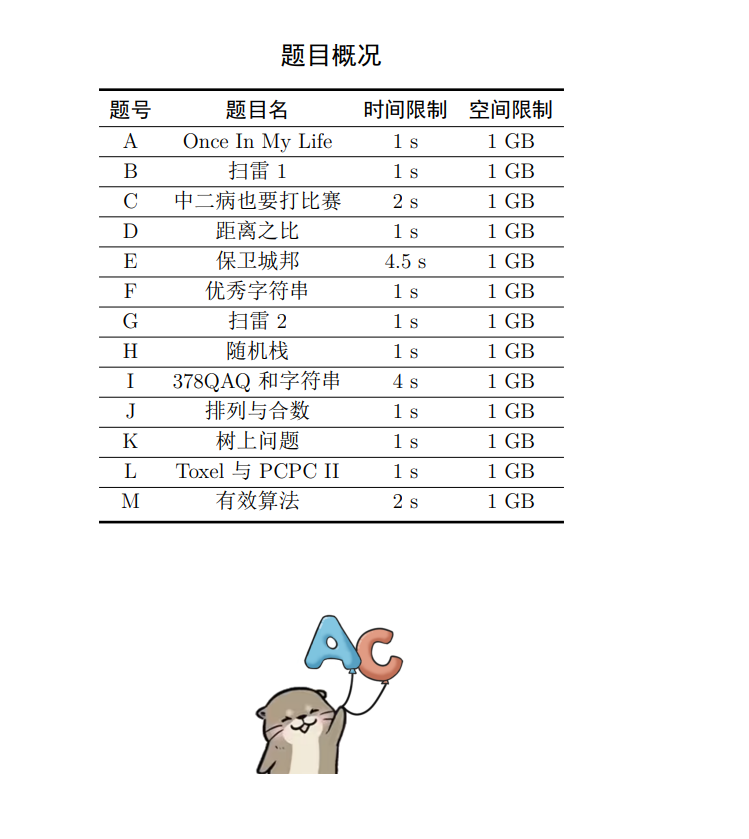 题目概况
题号 题目名 时间限制 空间限制
A Once In My Life 1 s 1 GB
B 扫雷 1 1 s 1 GB
C 中二病也要打比赛 2 s 1 GB
D 距离之比 1 s 1 GB
E 保卫城邦 4.5 s 1 GB
F 优秀字符串 1 s 1 GB
G 扫雷 2 1 s 1 GB
H 随机栈 1 s 1 GB
I 378QAQ 和字符串 4 s 1 GB
J 排列与合数 1 s 1 GB
K 树上问题 1 s 1 GB
L Toxel 与 PCPC II 1 s 1 GB
M 有效算法 2 s 1 GB
AC